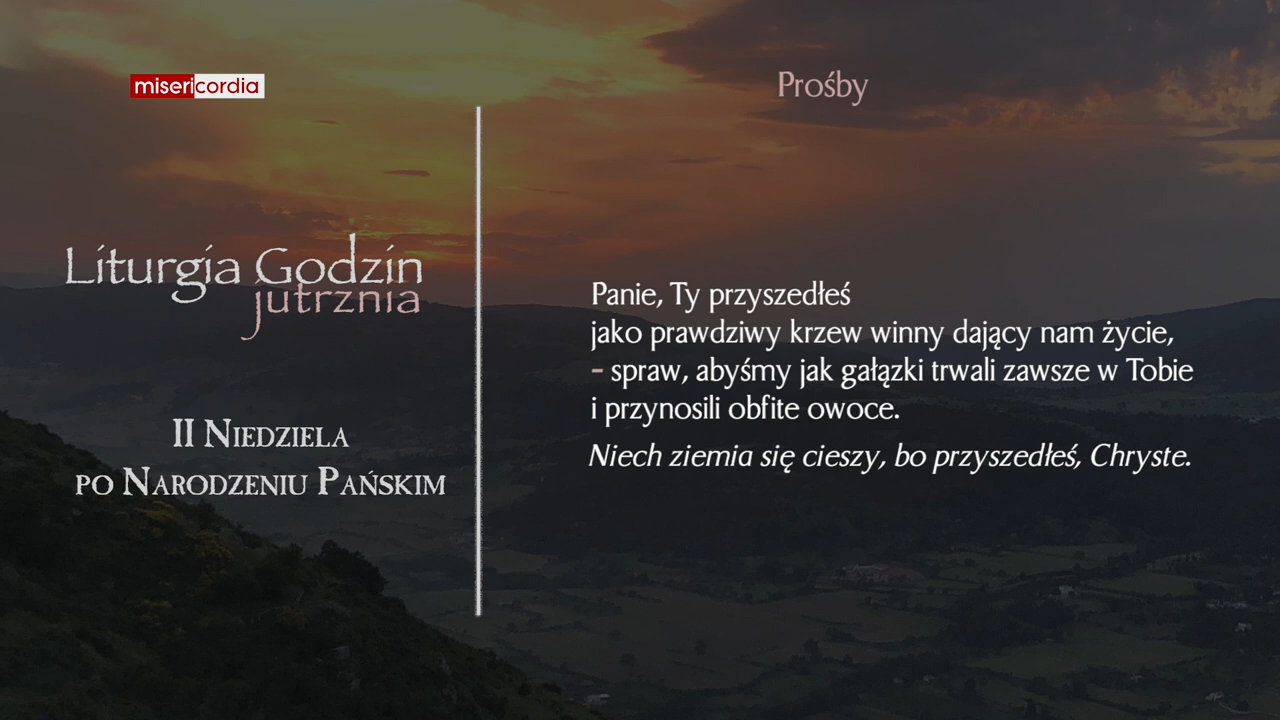 misericordia
Liturgia Godzin
jutrznia
II Niedziela
po Narodzeniu Pańskim
Prośby
Panie, Ty przyszedłeś
jako prawdziwy krzew winny dający nam życie,
- spraw, abyśmy jak gałązki trwali zawsze w Tobie
i przynosili obfite owoce.
Niech ziemia się cieszy, bo przyszedłeś, Chryste.